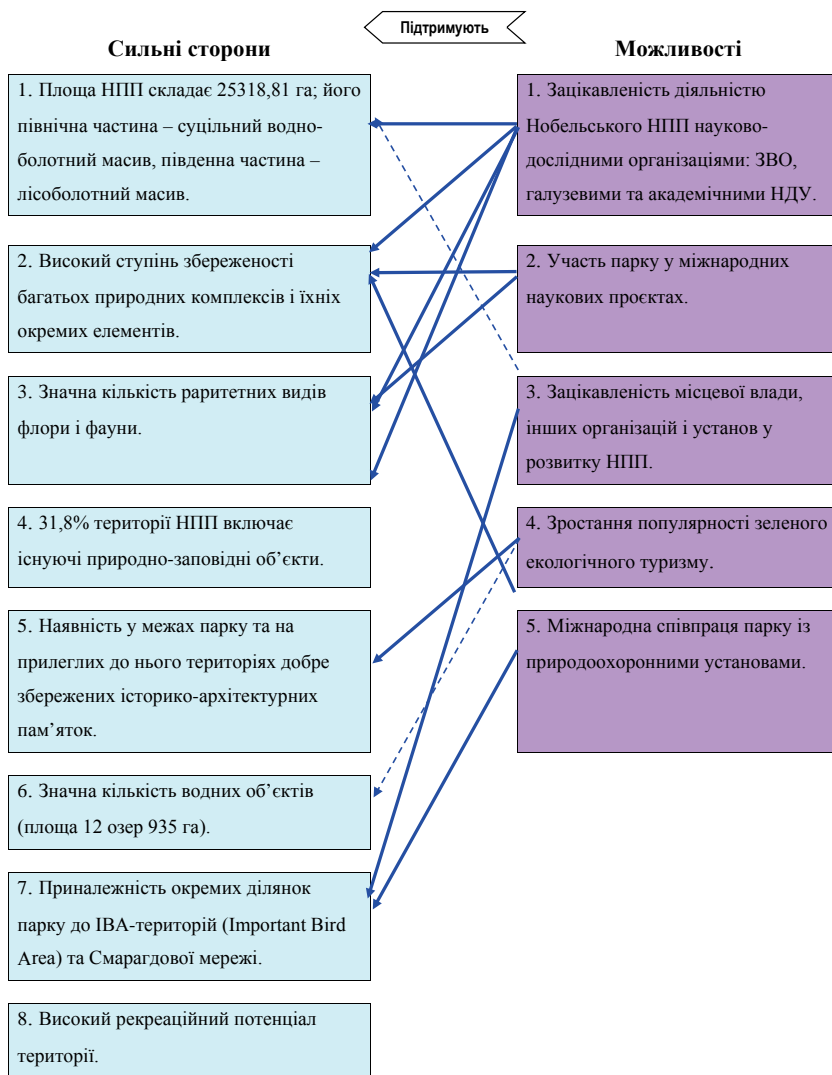 Підтримують
Сильні сторони
1. Площа НПП складає 25318,81 га; його
північна частина – суцільний водно-
болотний масив, південна частина –
лісоболотний масив.
2. Високий ступінь збереженості
багатьох природних комплексів і їхніх
окремих елементів.
3. Значна кількість раритетних видів
флори і фауни.
4. 31,8% території НПП включає
існуючі природно-заповідні об’єкти.
5. Наявність у межах парку та на
прилеглих до нього територіях добре
збережених історико-архітектурних
пам’яток.
6. Значна кількість водних об’єктів
(площа 12 озер 935 га).
7. Приналежність окремих ділянок
парку до IBA-територій (Important Bird
Area) та Смарагдової мережі.
8. Високий рекреаційний потенціал
території.
Можливості
1. Зацікавленість діяльністю
Нобельського НПП науково-
дослідними організаціями: ЗВО,
галузевими та академічними НДУ.
2. Участь парку у міжнародних
наукових проєктах.
3. Зацікавленість місцевої влади,
інших організацій і установ у
розвитку НПП.
4. Зростання популярності зеленого
екологічного туризму.
5. Міжнародна співпраця парку із
природоохоронними установами.